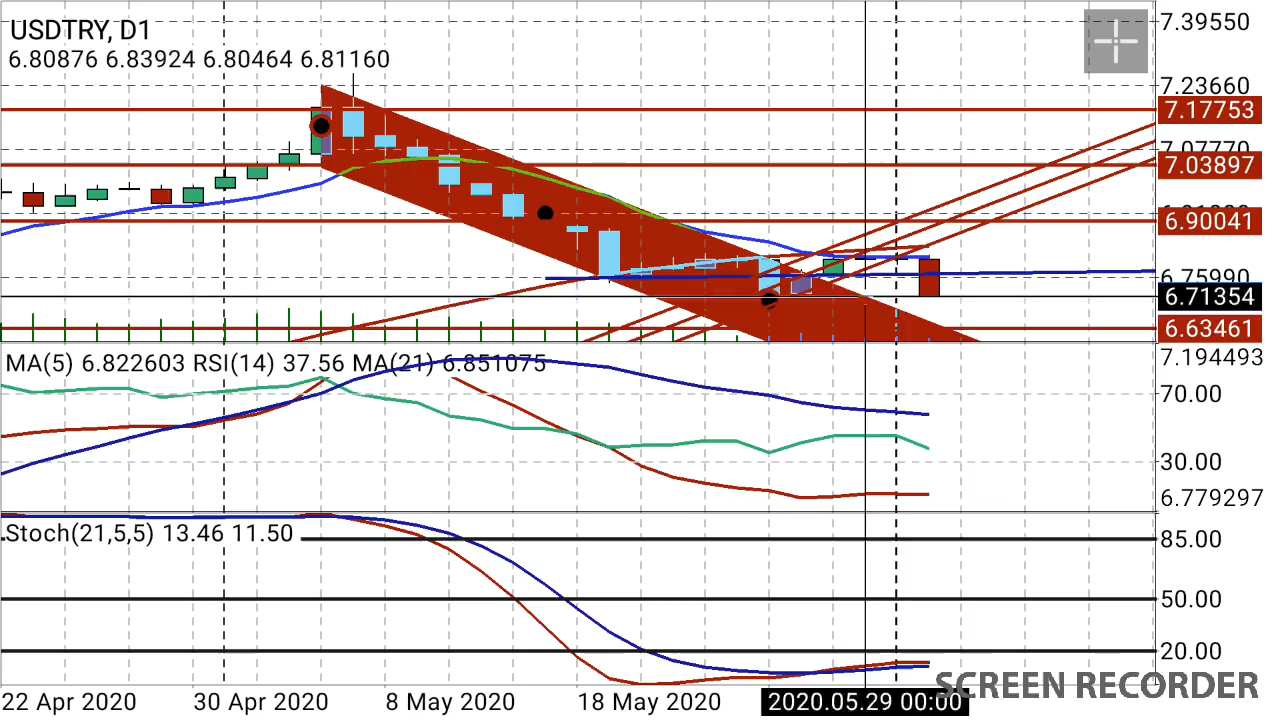 USDTRY, D1
6.80876 6.83924 6.80464 6.81160
7.39550
7.23660
7.17753
7.07770
7.03897
6.90041
6.75990
6.71354
6.63461
MA(5) 6.822603 RSI(14) 37.56 MA(21) 6.851075
7.194493
70.00
30.00
6.779297
Stoch(21,5,5) 13.46 11.50
85.00
50.00
20.00
SCREEN RECORDER
22 Apr 2020
30 Apr 2020
8 May 2020
18 May 2020
2020.05.29 00:00